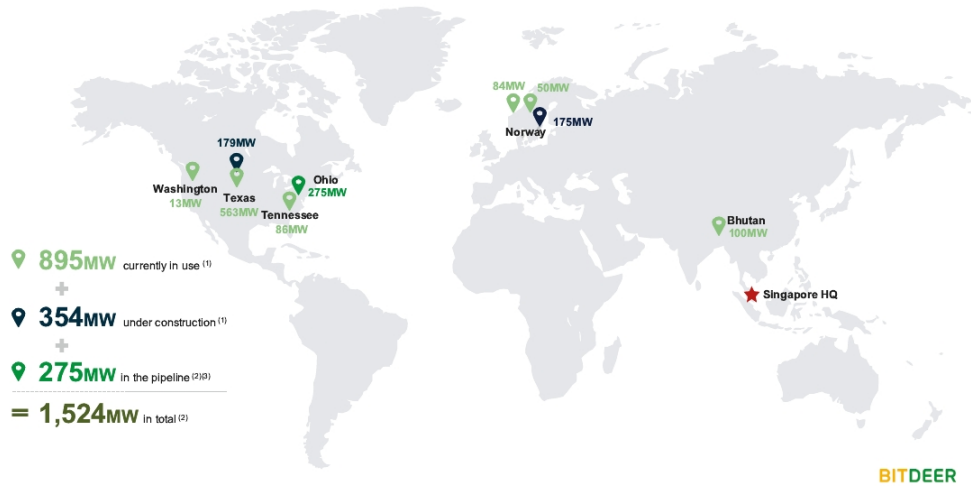 84MW 50MW
175MW
Norway
179MW
Ohio
275MW
Washington
13MW
Texas
563MW
Tennessee
86MW
Bhutan
100MW
Singapore HQ
895MW currently in use (1)
+
354MW under construction (1)
+
275MW in the pipeline (2)(3)
= 1,524MW in total (2)
BITDEER